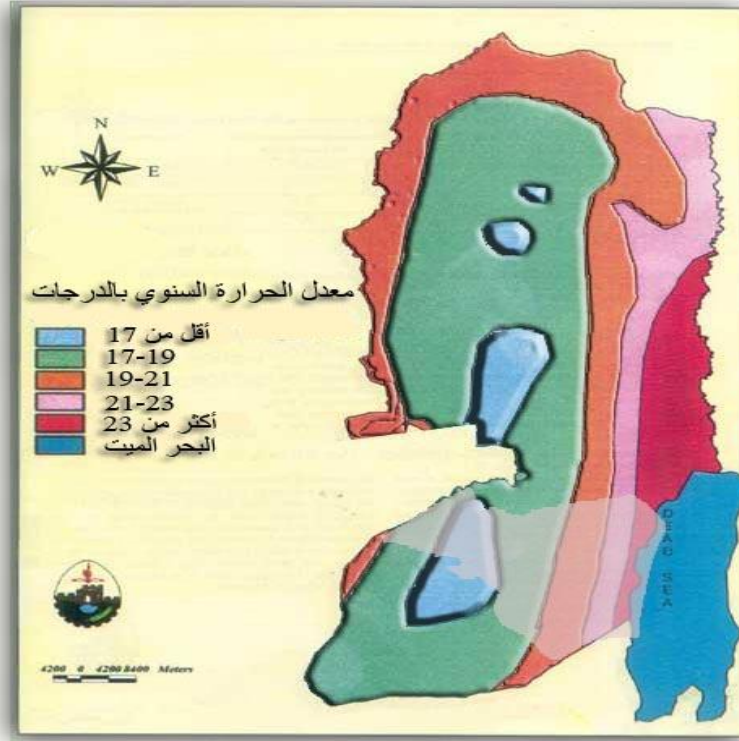 N
W E
S
معدل الحرارة السنوي بالدرجات
أقل من 17
17-19
19-21
21-23
أكثر من 23
البحر الميت
DEAD SEA
4200 0 4200 8400 Meters